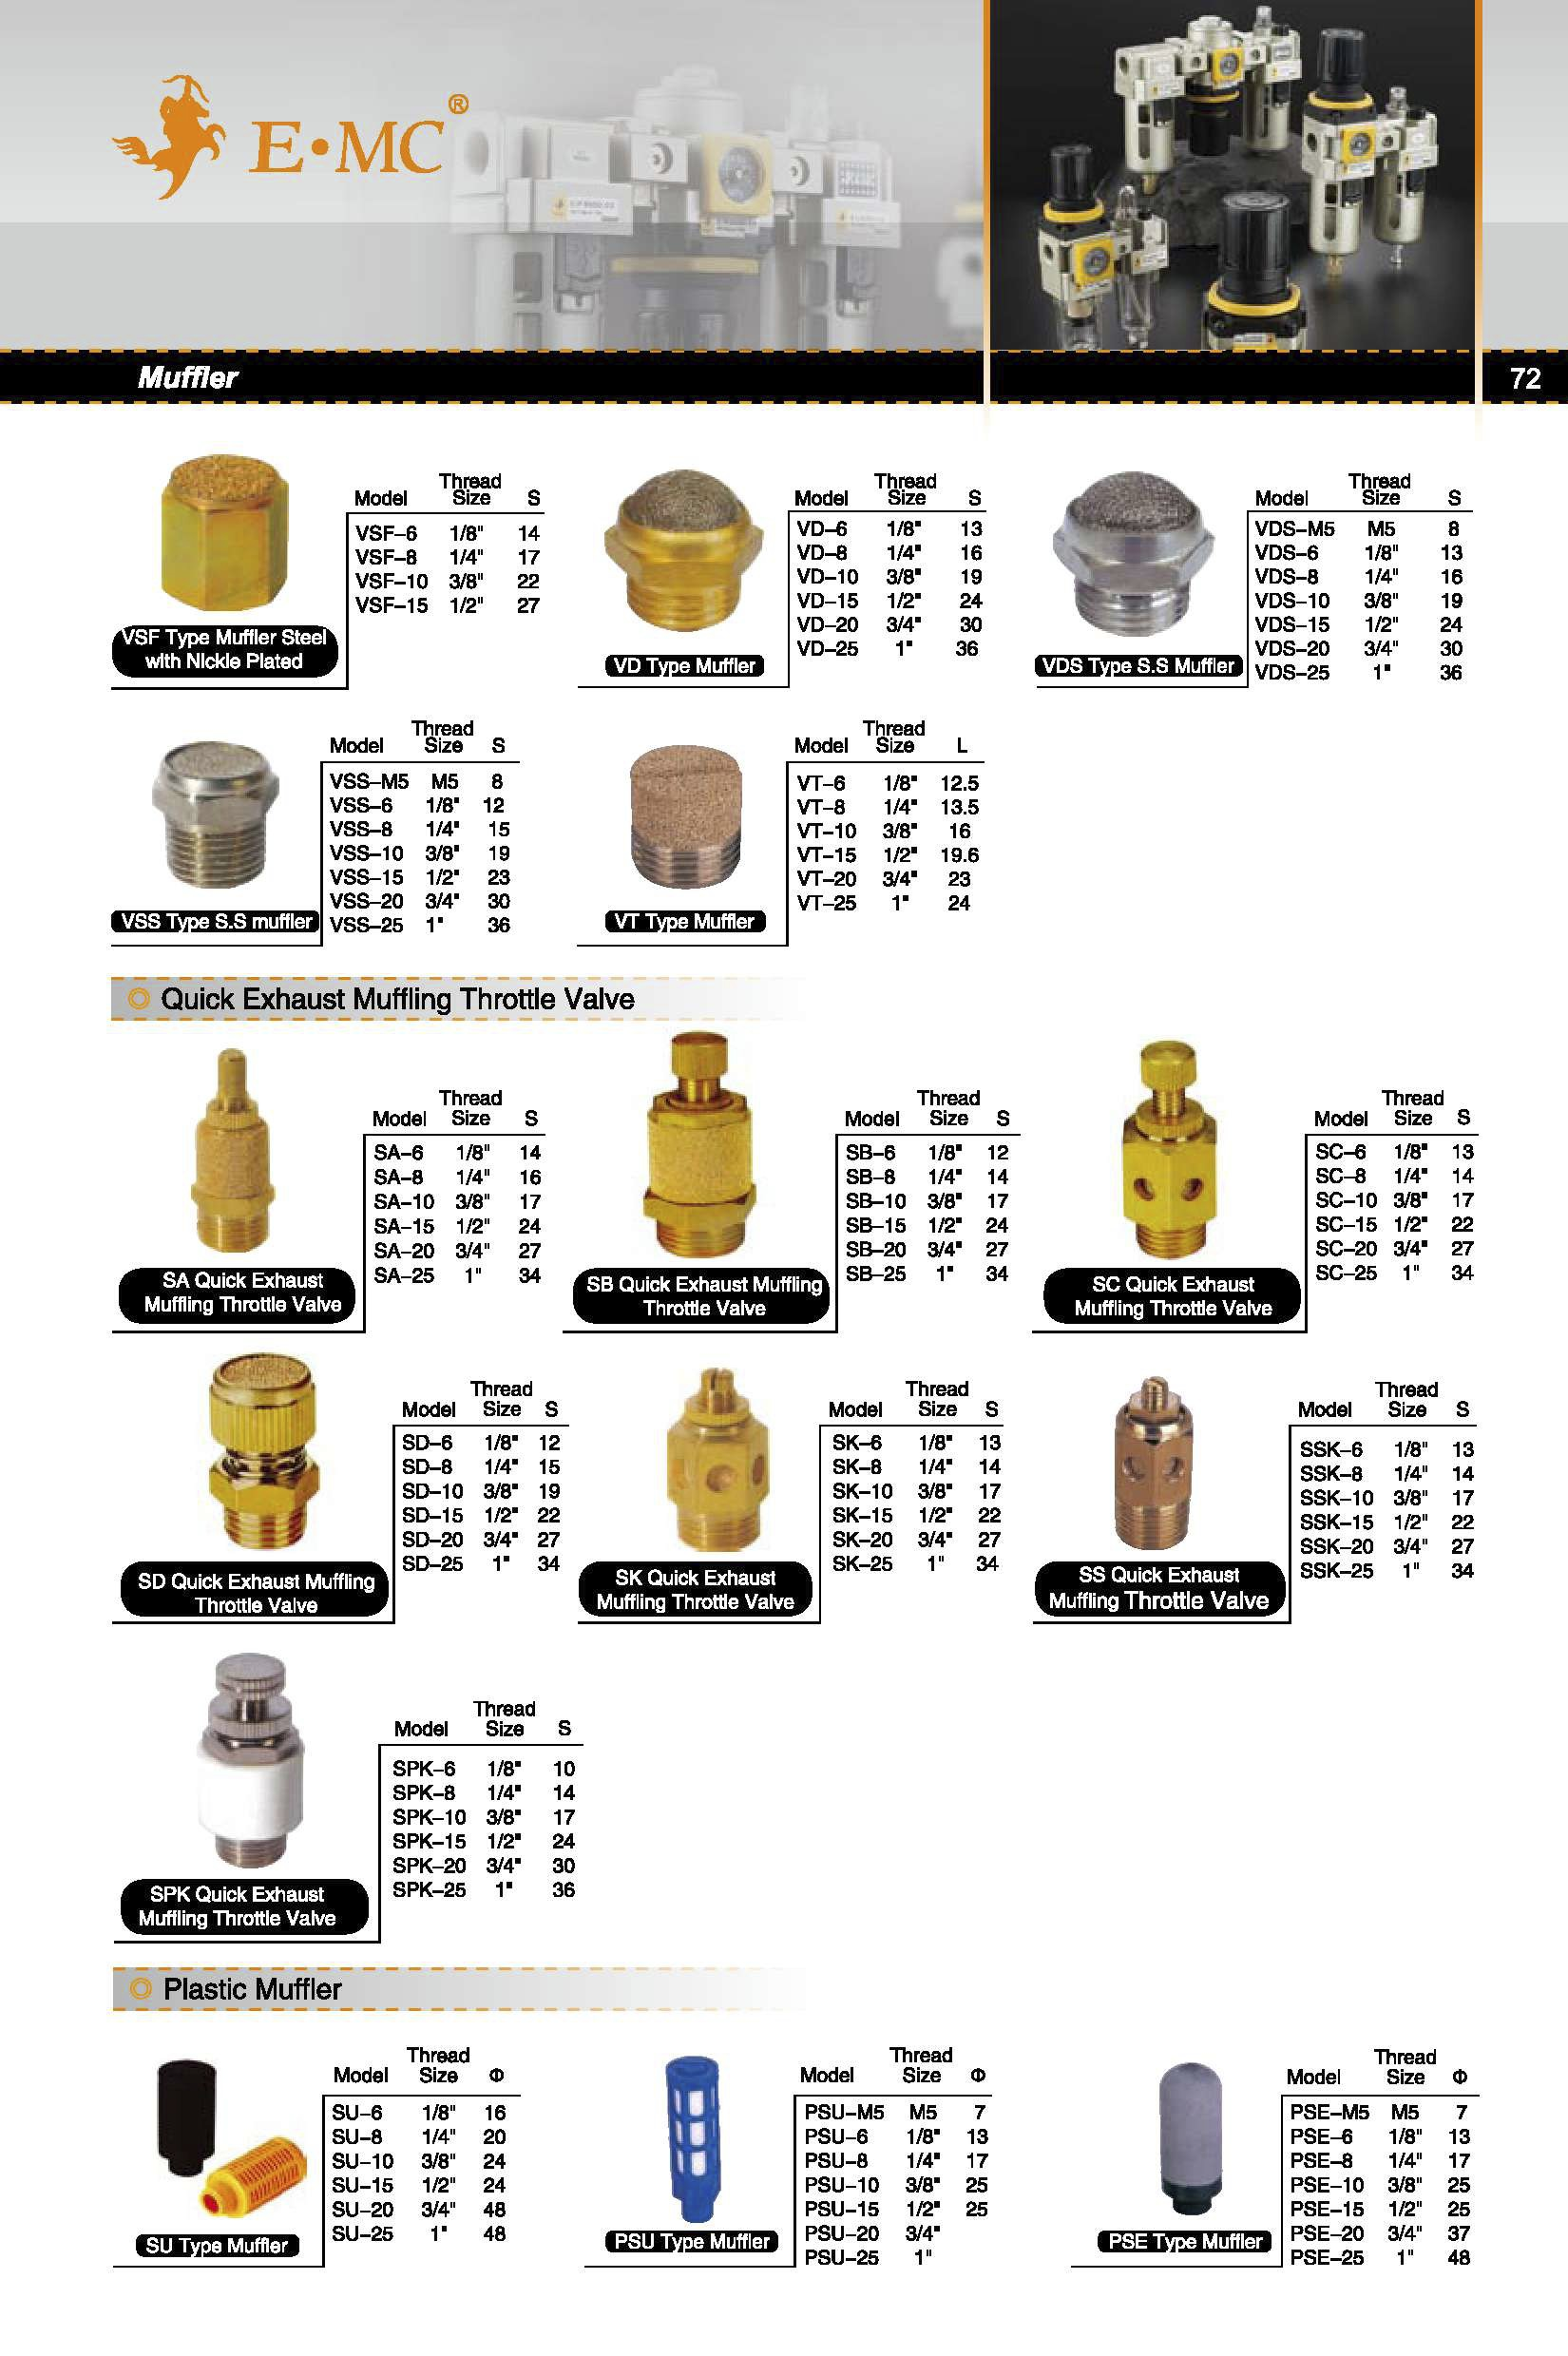 E·MC®
Muffler
72
Model Thread Size S
VSF-6 1/8" 14
VSF-8 1/4" 17
VSF-10 3/8" 22
VSF-15 1/2" 27
VSF Type Muffler Steel
with Nickle Plated
Model Thread Size S
VD-6 1/8" 13
VD-8 1/4" 16
VD-10 3/8" 19
VD-15 1/2" 24
VD-20 3/4" 30
VD-25 1" 36
VD Type Muffler
Model Thread Size S
VDS-M5 M5 8
VDS-6 1/8" 13
VDS-8 1/4" 16
VDS-10 3/8" 19
VDS-15 1/2" 24
VDS-20 3/4" 30
VDS-25 1" 36
VDS Type S.S Muffler
Model Thread Size S
VSS-M5 M5 8
VSS-6 1/8" 12
VSS-8 1/4" 15
VSS-10 3/8" 19
VSS-15 1/2" 23
VSS-20 3/4" 30
VSS-25 1" 36
VSS Type S.S muffler
Model Thread Size L
VT-6 1/8" 12.5
VT-8 1/4" 13.5
VT-10 3/8" 16
VT-15 1/2" 19.6
VT-20 3/4" 23
VT-25 1" 24
VT Type Muffler
Quick Exhaust Muffling Throttle Valve
Model Thread Size S
SA-6 1/8" 14
SA-8 1/4" 16
SA-10 3/8" 17
SA-15 1/2" 24
SA-20 3/4" 27
SA-25 1" 34
SA Quick Exhaust
Muffling Throttle Valve
Model Thread Size S
SB-6 1/8" 12
SB-8 1/4" 14
SB-10 3/8" 17
SB-15 1/2" 24
SB-20 3/4" 27
SB-25 1" 34
SB Quick Exhaust Muffling
Throttle Valve
Model Thread Size S
SC-6 1/8" 13
SC-8 1/4" 14
SC-10 3/8" 17
SC-15 1/2" 22
SC-20 3/4" 27
SC-25 1" 34
SC Quick Exhaust
Muffling Throttle Valve
Model Thread Size S
SD-6 1/8" 12
SD-8 1/4" 15
SD-10 3/8" 19
SD-15 1/2" 22
SD-20 3/4" 27
SD-25 1" 34
SD Quick Exhaust Muffling
Throttle Valve
Model Thread Size S
SK-6 1/8" 13
SK-8 1/4" 14
SK-10 3/8" 17
SK-15 1/2" 22
SK-20 3/4" 27
SK-25 1" 34
SK Quick Exhaust
Muffling Throttle Valve
Model Thread Size S
SSK-6 1/8" 13
SSK-8 1/4" 14
SSK-10 3/8" 17
SSK-15 1/2" 22
SSK-20 3/4" 27
SSK-25 1" 34
SS Quick Exhaust
Muffling Throttle Valve
Model Thread Size S
SPK-6 1/8" 10
SPK-8 1/4" 14
SPK-10 3/8" 17
SPK-15 1/2" 24
SPK-20 3/4" 30
SPK-25 1" 36
SPK Quick Exhaust
Muffling Throttle Valve
Plastic Muffler
Model Thread Size Φ
SU-6 1/8" 16
SU-8 1/4" 20
SU-10 3/8" 24
SU-15 1/2" 24
SU-20 3/4" 48
SU-25 1" 48
SU Type Muffler
Model Thread Size Φ
PSU-M5 M5 7
PSU-6 1/8" 13
PSU-8 1/4" 17
PSU-10 3/8" 25
PSU-15 1/2" 25
PSU-20 3/4"
PSU-25 1"
PSU Type Muffler
Model Thread Size Φ
PSE-M5 M5 7
PSE-6 1/8" 13
PSE-8 1/4" 17
PSE-10 3/8" 25
PSE-15 1/2" 25
PSE-20 3/4" 37
PSE-25 1" 48
PSE Type Muffler